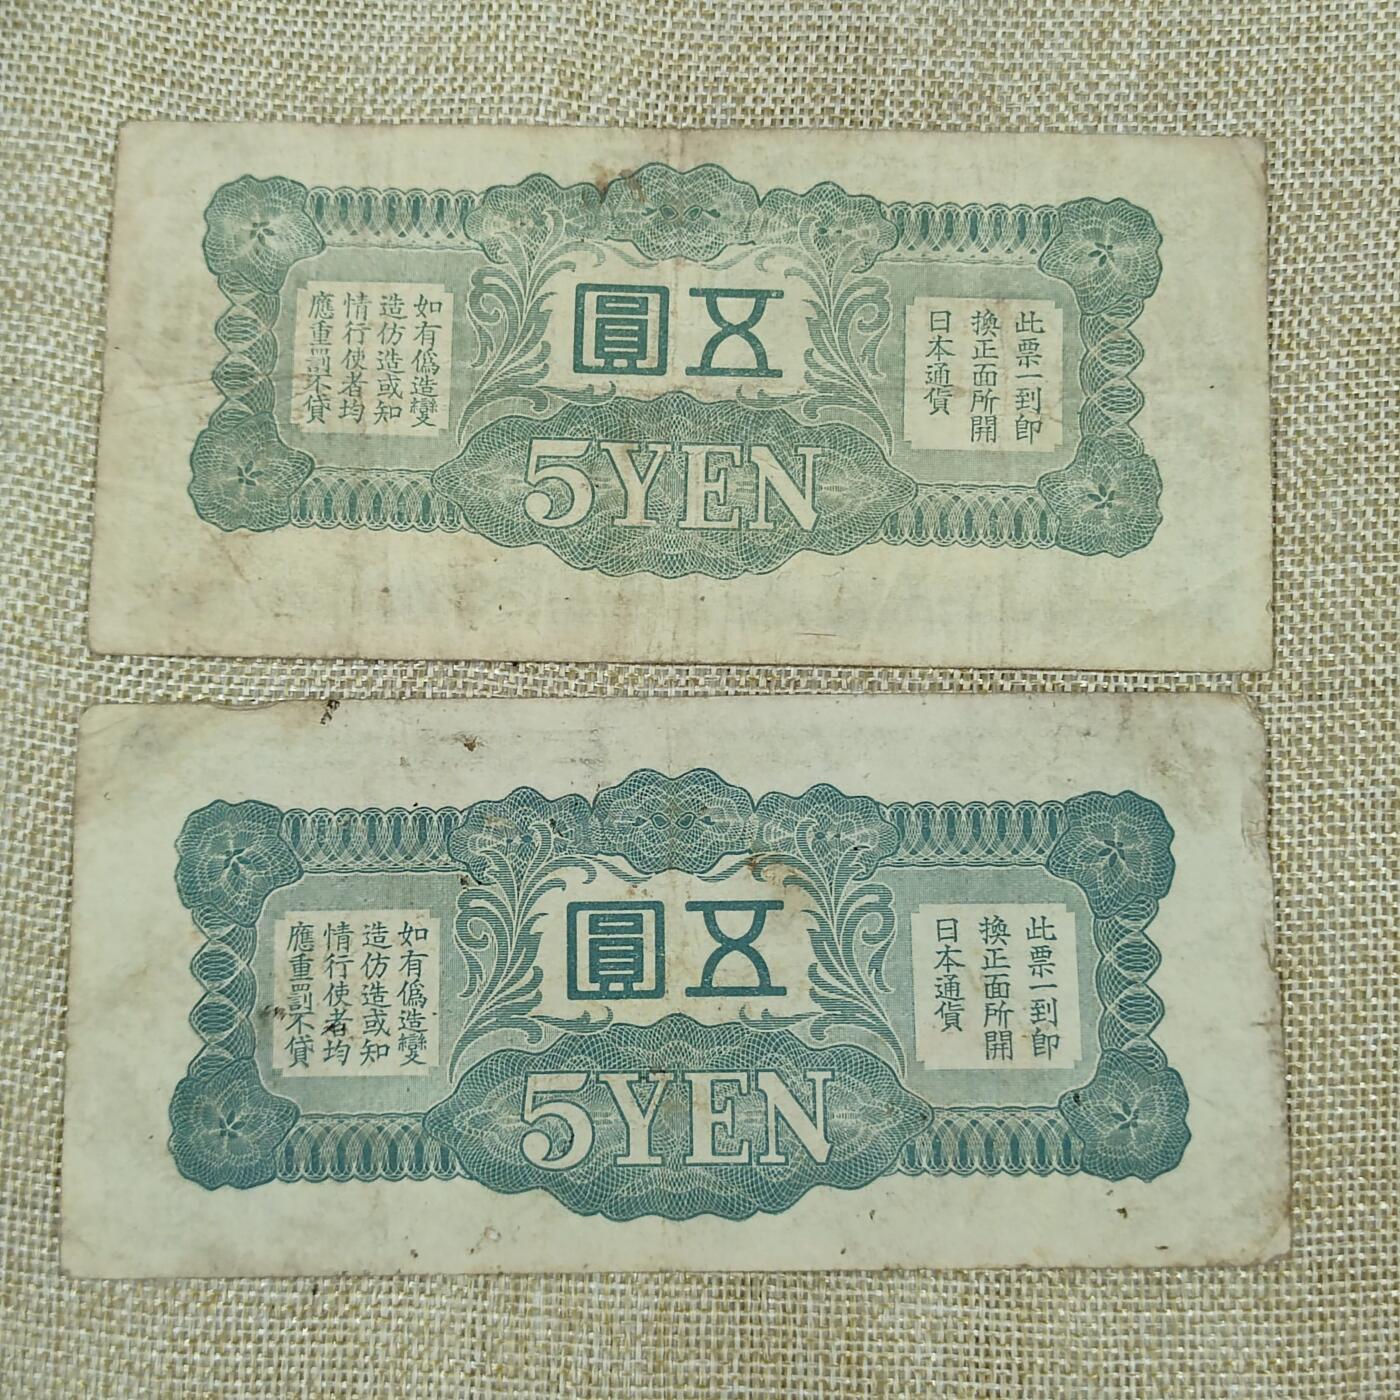 圓五
此票一到卽
換正面所開
日本通貨
如有僞造變
造仿造或知
情行使者均
應重罰不貸
5YEN
圓五
此票一到卽
換正面所開
日本通貨
如有僞造變
造仿造或知
情行使者均
應重罰不貸
5YEN